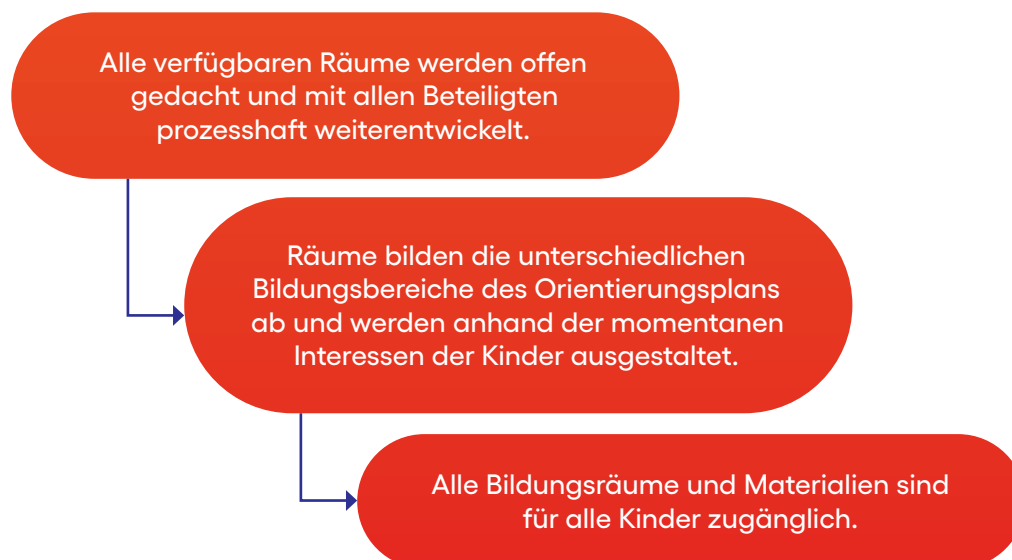 Alle verfügbaren Räume werden offen
gedacht und mit allen Beteiligten
prozesshaft weiterentwickelt.
Räume bilden die unterschiedlichen
Bildungsbereiche des Orientierungsplans
ab und werden anhand der momentanen
Interessen der Kinder ausgestaltet.
Alle Bildungsräume und Materialien sind
für alle Kinder zugänglich.